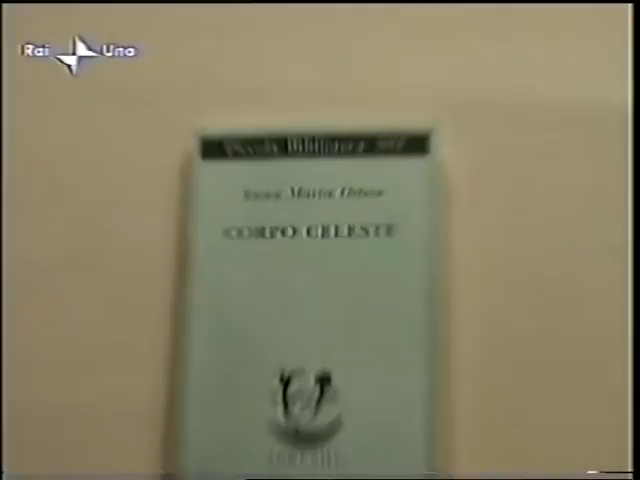 Rai Uno
Piccola Biblioteca
Anna Maria Ortese
CORPO CELESTE